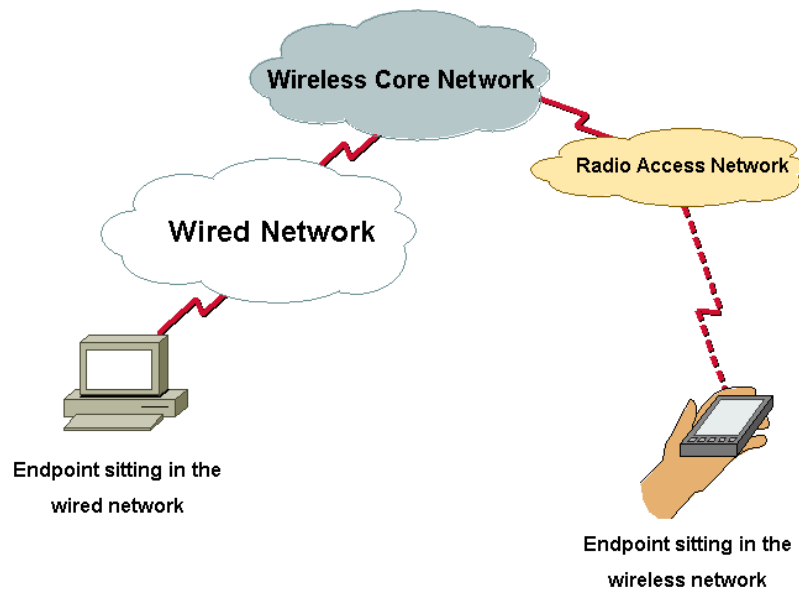 Wireless Core Network
Radio Access Network
Wired Network
Endpoint sitting in the
wired network
Endpoint sitting in the
wireless network